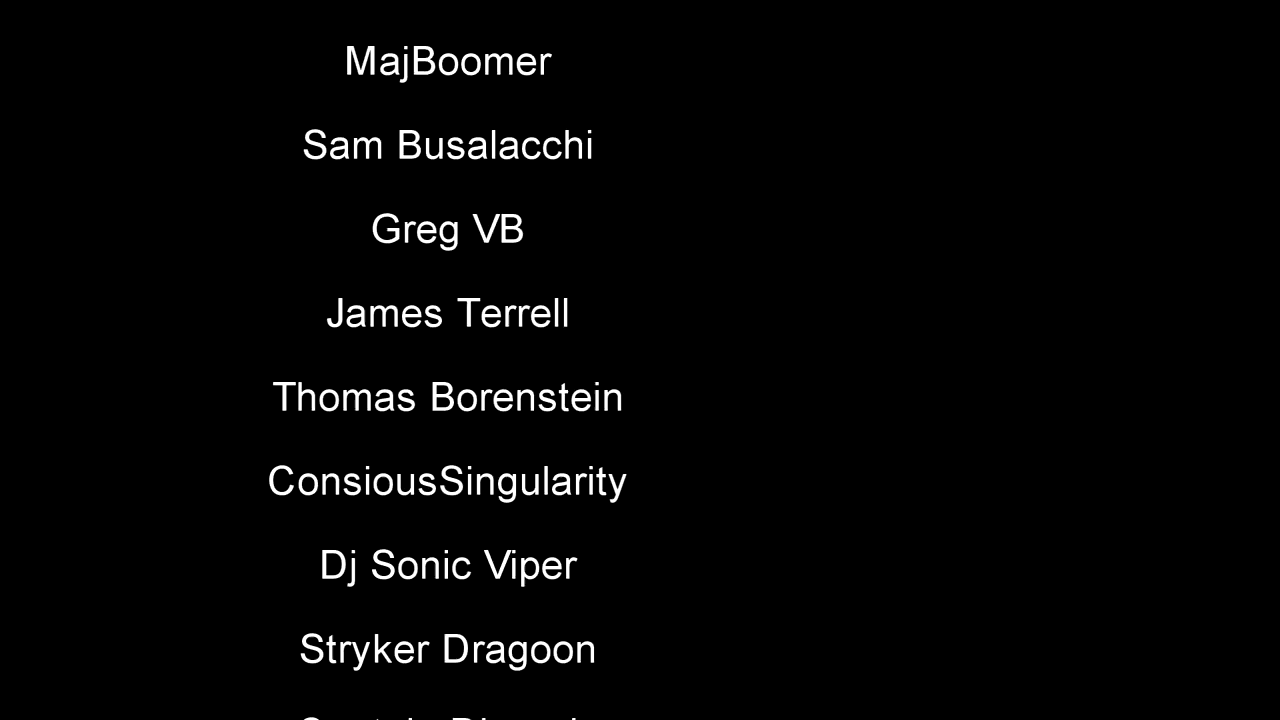 MajBoomer
Sam Busalacchi
Greg VB
James Terrell
Thomas Borenstein
ConsiousSingularity
Dj Sonic Viper
Stryker Dragoon